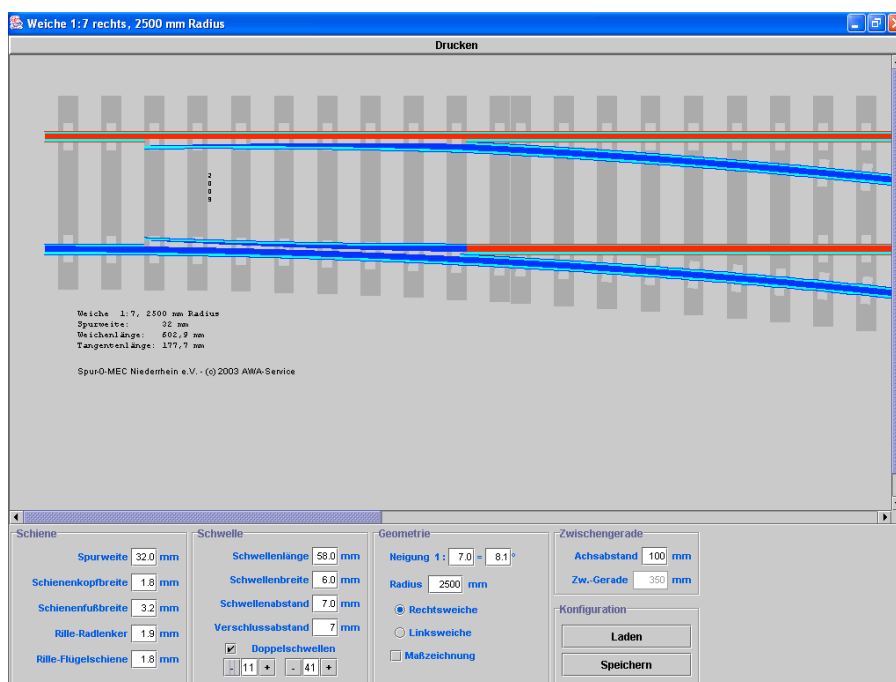 Weiche 1:7 rechts, 2500 mm Radius
Drucken
2
0
0
9
Weiche 1:7, 2500 mm Radius
Spurweite: 32 mm
Weichenlänge: 602,9 mm
Tangentenlänge: 177,7 mm
Spur-0-MEC Niederrhein e.V. - (c) 2003 AWA-Service
Schiene
Spurweite 32.0 mm
Schienenkopfbreite 1.8 mm
Schienenfußbreite 3.2 mm
Rille-Radlenker 1.9 mm
Rille-Flügelschiene 1.8 mm
Schwelle
Schwellenlänge 58.0 mm
Schwellenbreite 6.0 mm
Schwellenabstand 7.0 mm
Verschlussabstand 7 mm
Doppelschwellen
- 11 + - 41 +
Geometrie
Neigung 1 : 7.0 = 8.1 °
Radius 2500 mm
Rechtsweiche
Linksweiche
Maßzeichnung
Zwischengerade
Achsabstand 100 mm
Zw.-Gerade 350 mm
Konfiguration
Laden
Speichern